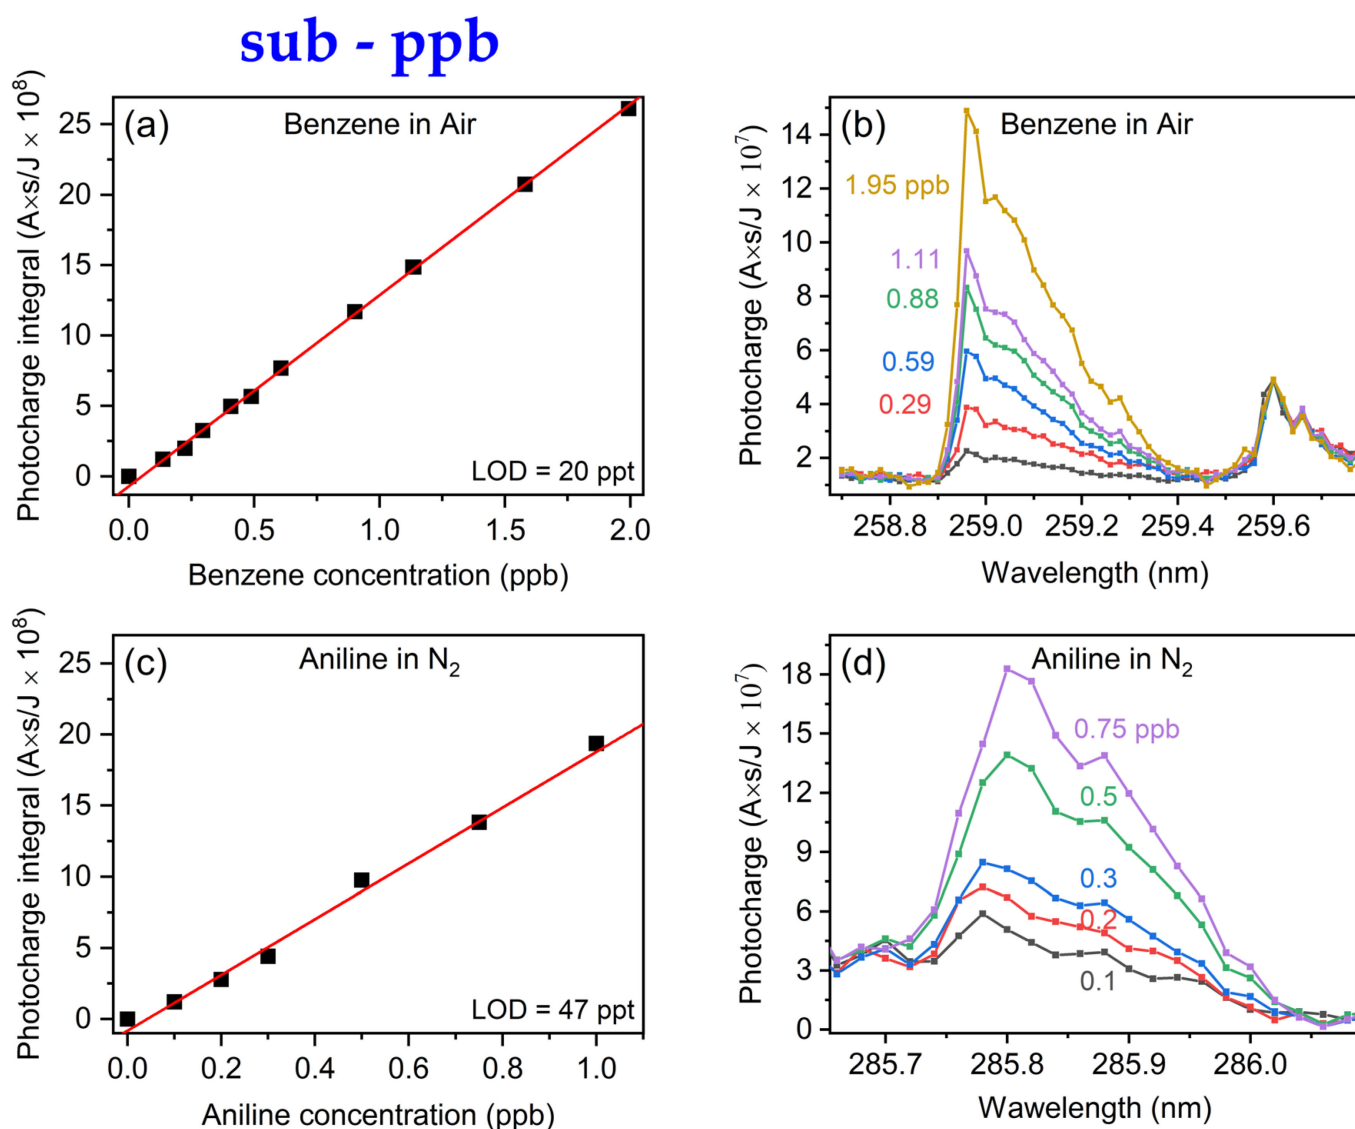 sub - ppb
(a)
Benzene in Air
LOD = 20 ppt
Photocharge integral (A×s/J × 10⁸)
25
20
15
10
5
0
0.0 0.5 1.0 1.5 2.0
Benzene concentration (ppb)
(b)
Benzene in Air
1.95 ppb
1.11
0.88
0.59
0.29
Photocharge (A×s/J × 10⁷)
14
12
10
8
6
4
2
258.8 259.0 259.2 259.4 259.6
Wavelength (nm)
(c)
Aniline in N₂
LOD = 47 ppt
Photocharge integral (A×s/J × 10⁸)
25
20
15
10
5
0
0.0 0.2 0.4 0.6 0.8 1.0
Aniline concentration (ppb)
(d)
Aniline in N₂
0.75 ppb
0.5
0.3
0.2
0.1
Photocharge (A×s/J × 10⁷)
18
15
12
9
6
3
0
285.7 285.8 285.9 286.0
Wawelength (nm)